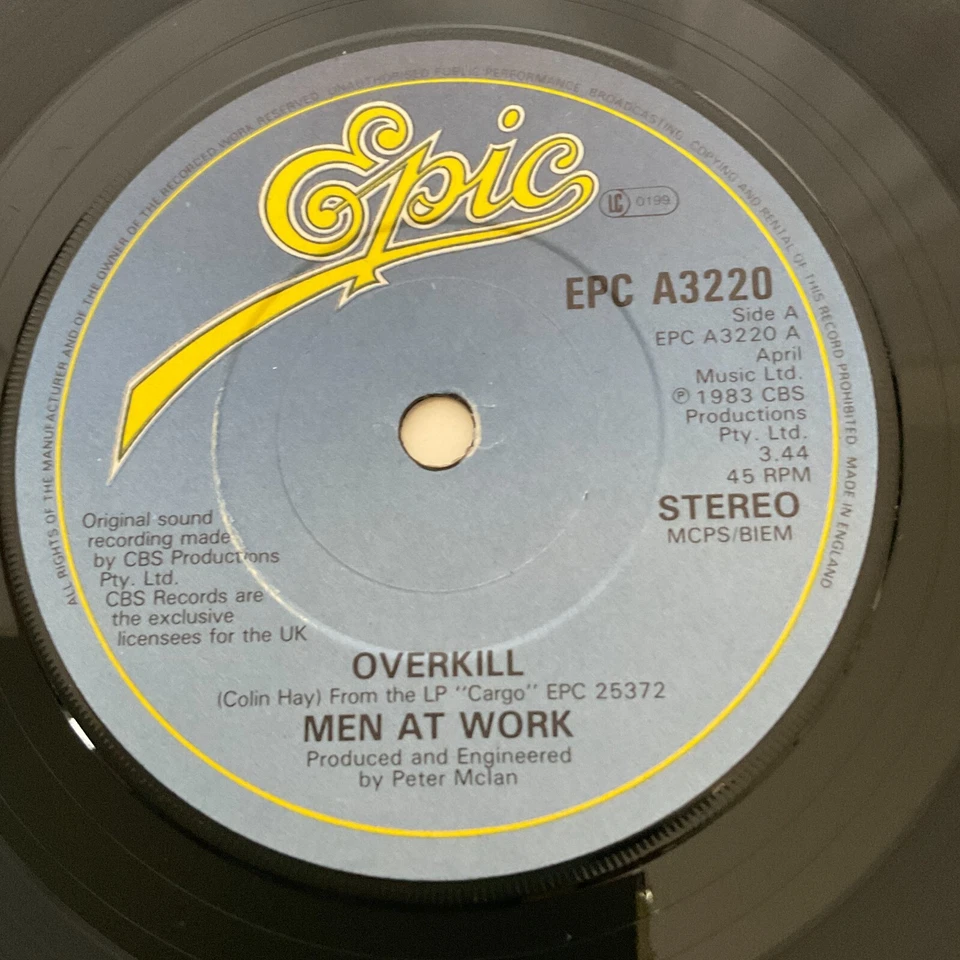 ALL RIGHTS OF THE MANUFACTURER AND OF THE OWNER OF THE RECORDED WORK RESERVED. UNAUTHORISED PUBLIC PERFORMANCE, BROADCASTING, COPYING AND RENTAL OF THIS RECORD PROHIBITED. MADE IN ENGLAND
Epic
LC 0199
EPC A3220
Side A
EPC A3220 A
April
Music Ltd.
℗ 1983 CBS
Productions
Pty. Ltd.
3.44
45 RPM
STEREO
MCPS/BIEM
Original sound
recording made
by CBS Productions
Pty. Ltd.
CBS Records are
the exclusive
licensees for the UK
OVERKILL
(Colin Hay) From the LP "Cargo" EPC 25372
MEN AT WORK
Produced and Engineered
by Peter McIan